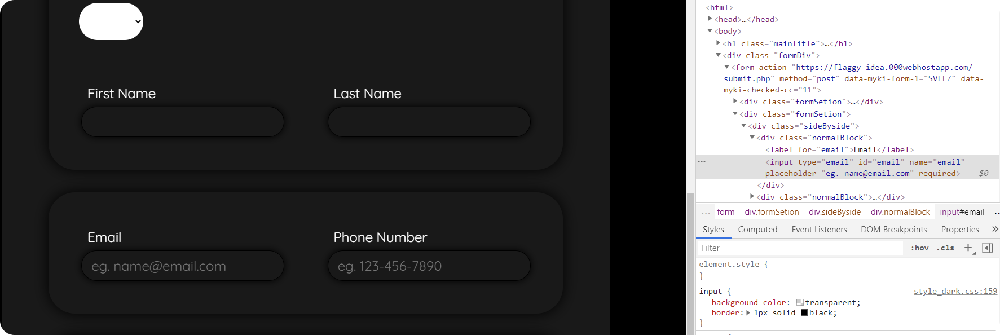 First Name
Last Name
Email
Phone Number
eg. name@email.com
eg. 123-456-7890
<html>
<head>…</head>
<body>
<h1 class="mainTitle">…</h1>
<div class="formDiv">
<form action="https://flaggy-idea.000webhostapp.com/
submit.php" method="post" data-myki-form-1="SVLLZ" data-
myki-checked-cc="11">
<div class="formSetion">…</div>
<div class="formSetion">
<div class="sideByside">
<div class="normalBlock">
<label for="email">Email</label>
<input type="email" id="email" name="email"
placeholder="eg. name@email.com" required> == $0
</div>
<div class="normalBlock">…</div>
... form div.formSetion div.sideByside div.normalBlock input#email ..
Styles Computed Event Listeners DOM Breakpoints Properties »
Filter :hov .cls +
element.style {
}
input { style_dark.css:159
background-color: transparent;
border: 1px solid black;
}